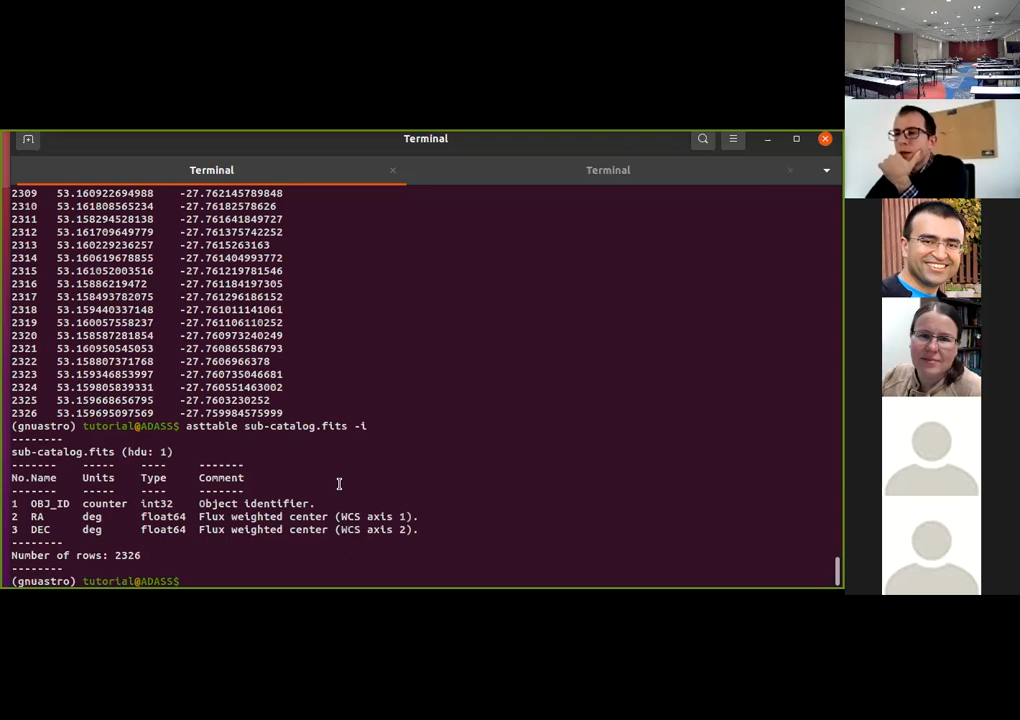 Terminal
Terminal
Terminal
2309 53.160922694988 -27.762145789848
2310 53.161808565234 -27.76182578626
2311 53.158294528138 -27.761641849727
2312 53.161709649779 -27.761375742252
2313 53.160229236257 -27.7615263163
2314 53.160619678855 -27.761404993772
2315 53.161052003516 -27.761219781546
2316 53.15886219472 -27.761184197305
2317 53.158493782075 -27.761296186152
2318 53.159440337148 -27.761011141061
2319 53.160057558237 -27.761106110252
2320 53.158587281854 -27.760973240249
2321 53.160950545053 -27.760865586793
2322 53.158807371768 -27.7606966378
2323 53.159346853997 -27.760735046681
2324 53.159805839331 -27.760551463002
2325 53.159668656795 -27.7603230252
2326 53.159695097569 -27.759984575999
(gnuastro) tutorial@ADASS$ asttable sub-catalog.fits -i
--------
sub-catalog.fits (hdu: 1)
------- ----- ---- -------
No.Name Units Type Comment
------- ----- ---- -------
1 OBJ_ID counter int32 Object identifier.
2 RA deg float64 Flux weighted center (WCS axis 1).
3 DEC deg float64 Flux weighted center (WCS axis 2).
--------
Number of rows: 2326
--------
(gnuastro) tutorial@ADASS$